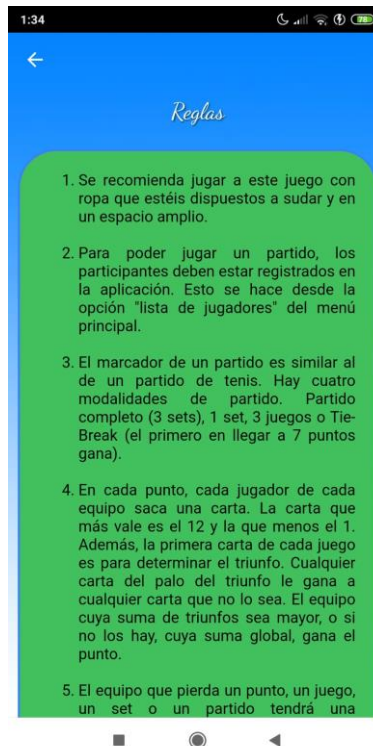 1:34
78
Reglas
1. Se recomienda jugar a este juego con
ropa que estéis dispuestos a sudar y en
un espacio amplio.
2. Para poder jugar un partido, los
participantes deben estar registrados en
la aplicación. Esto se hace desde la
opción "lista de jugadores" del menú
principal.
3. El marcador de un partido es similar al
de un partido de tenis. Hay cuatro
modalidades de partido. Partido
completo (3 sets), 1 set, 3 juegos o Tie-
Break (el primero en llegar a 7 puntos
gana).
4. En cada punto, cada jugador de cada
equipo saca una carta. La carta que
más vale es el 12 y la que menos el 1.
Además, la primera carta de cada juego
es para determinar el triunfo. Cualquier
carta del palo del triunfo le gana a
cualquier carta que no lo sea. El equipo
cuya suma de triunfos sea mayor, o si
no los hay, cuya suma global, gana el
punto.
5. El equipo que pierda un punto, un juego,
un set o un partido tendrá una